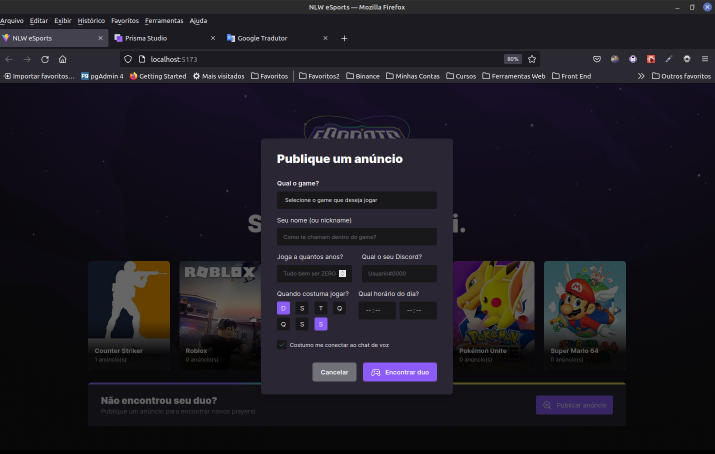 NLW eSports — Mozilla Firefox
Arquivo Editar Exibir Histórico Favoritos Ferramentas Ajuda
NLW eSports
Prisma Studio
Google Tradutor
localhost:5173
80%
Importar favoritos... pgAdmin 4 Getting Started Mais visitados Favoritos Favoritos2 Binance Minhas Contas Cursos Ferramentas Web Front End Outros favoritos
Publique um anúncio
Qual o game?
Selecione o game que deseja jogar
Seu nome (ou nickname)
Como te chamam dentro do game?
Joga a quantos anos? Qual o seu Discord?
Tudo bem ser ZERO Usuario#0000
Quando costuma jogar? Qual horário do dia?
D S T Q
--:-- --:--
Q S S
Costumo me conectar ao chat de voz
Cancelar Encontrar duo
ROBLOX
Counter Striker
1 anúncio(s)
Roblox
0 anúncio(s)
Pokémon Unite
0 anúncio(s)
Super Mario 64
0 anúncio(s)
Não encontrou seu duo?
Publique um anúncio para encontrar novos players!
Publicar anúncio